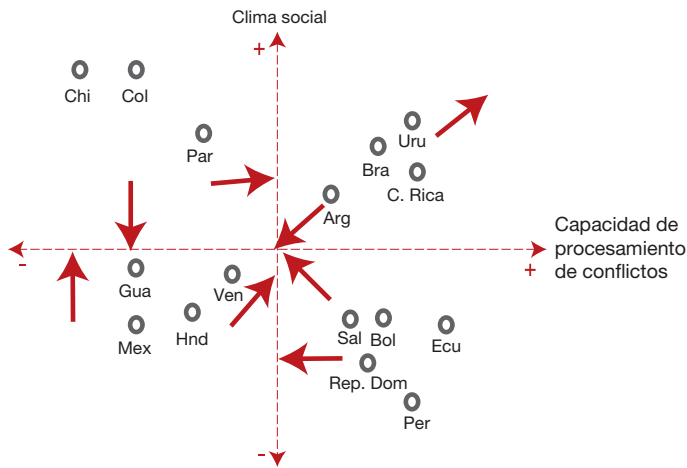 Clima social
+
Chi
Col
Par
Uru
Bra
C. Rica
Arg
Capacidad de
procesamiento
de conflictos
-
+
Gua
Ven
Hnd
Mex
Sal
Bol
Ecu
Rep. Dom
Per
-